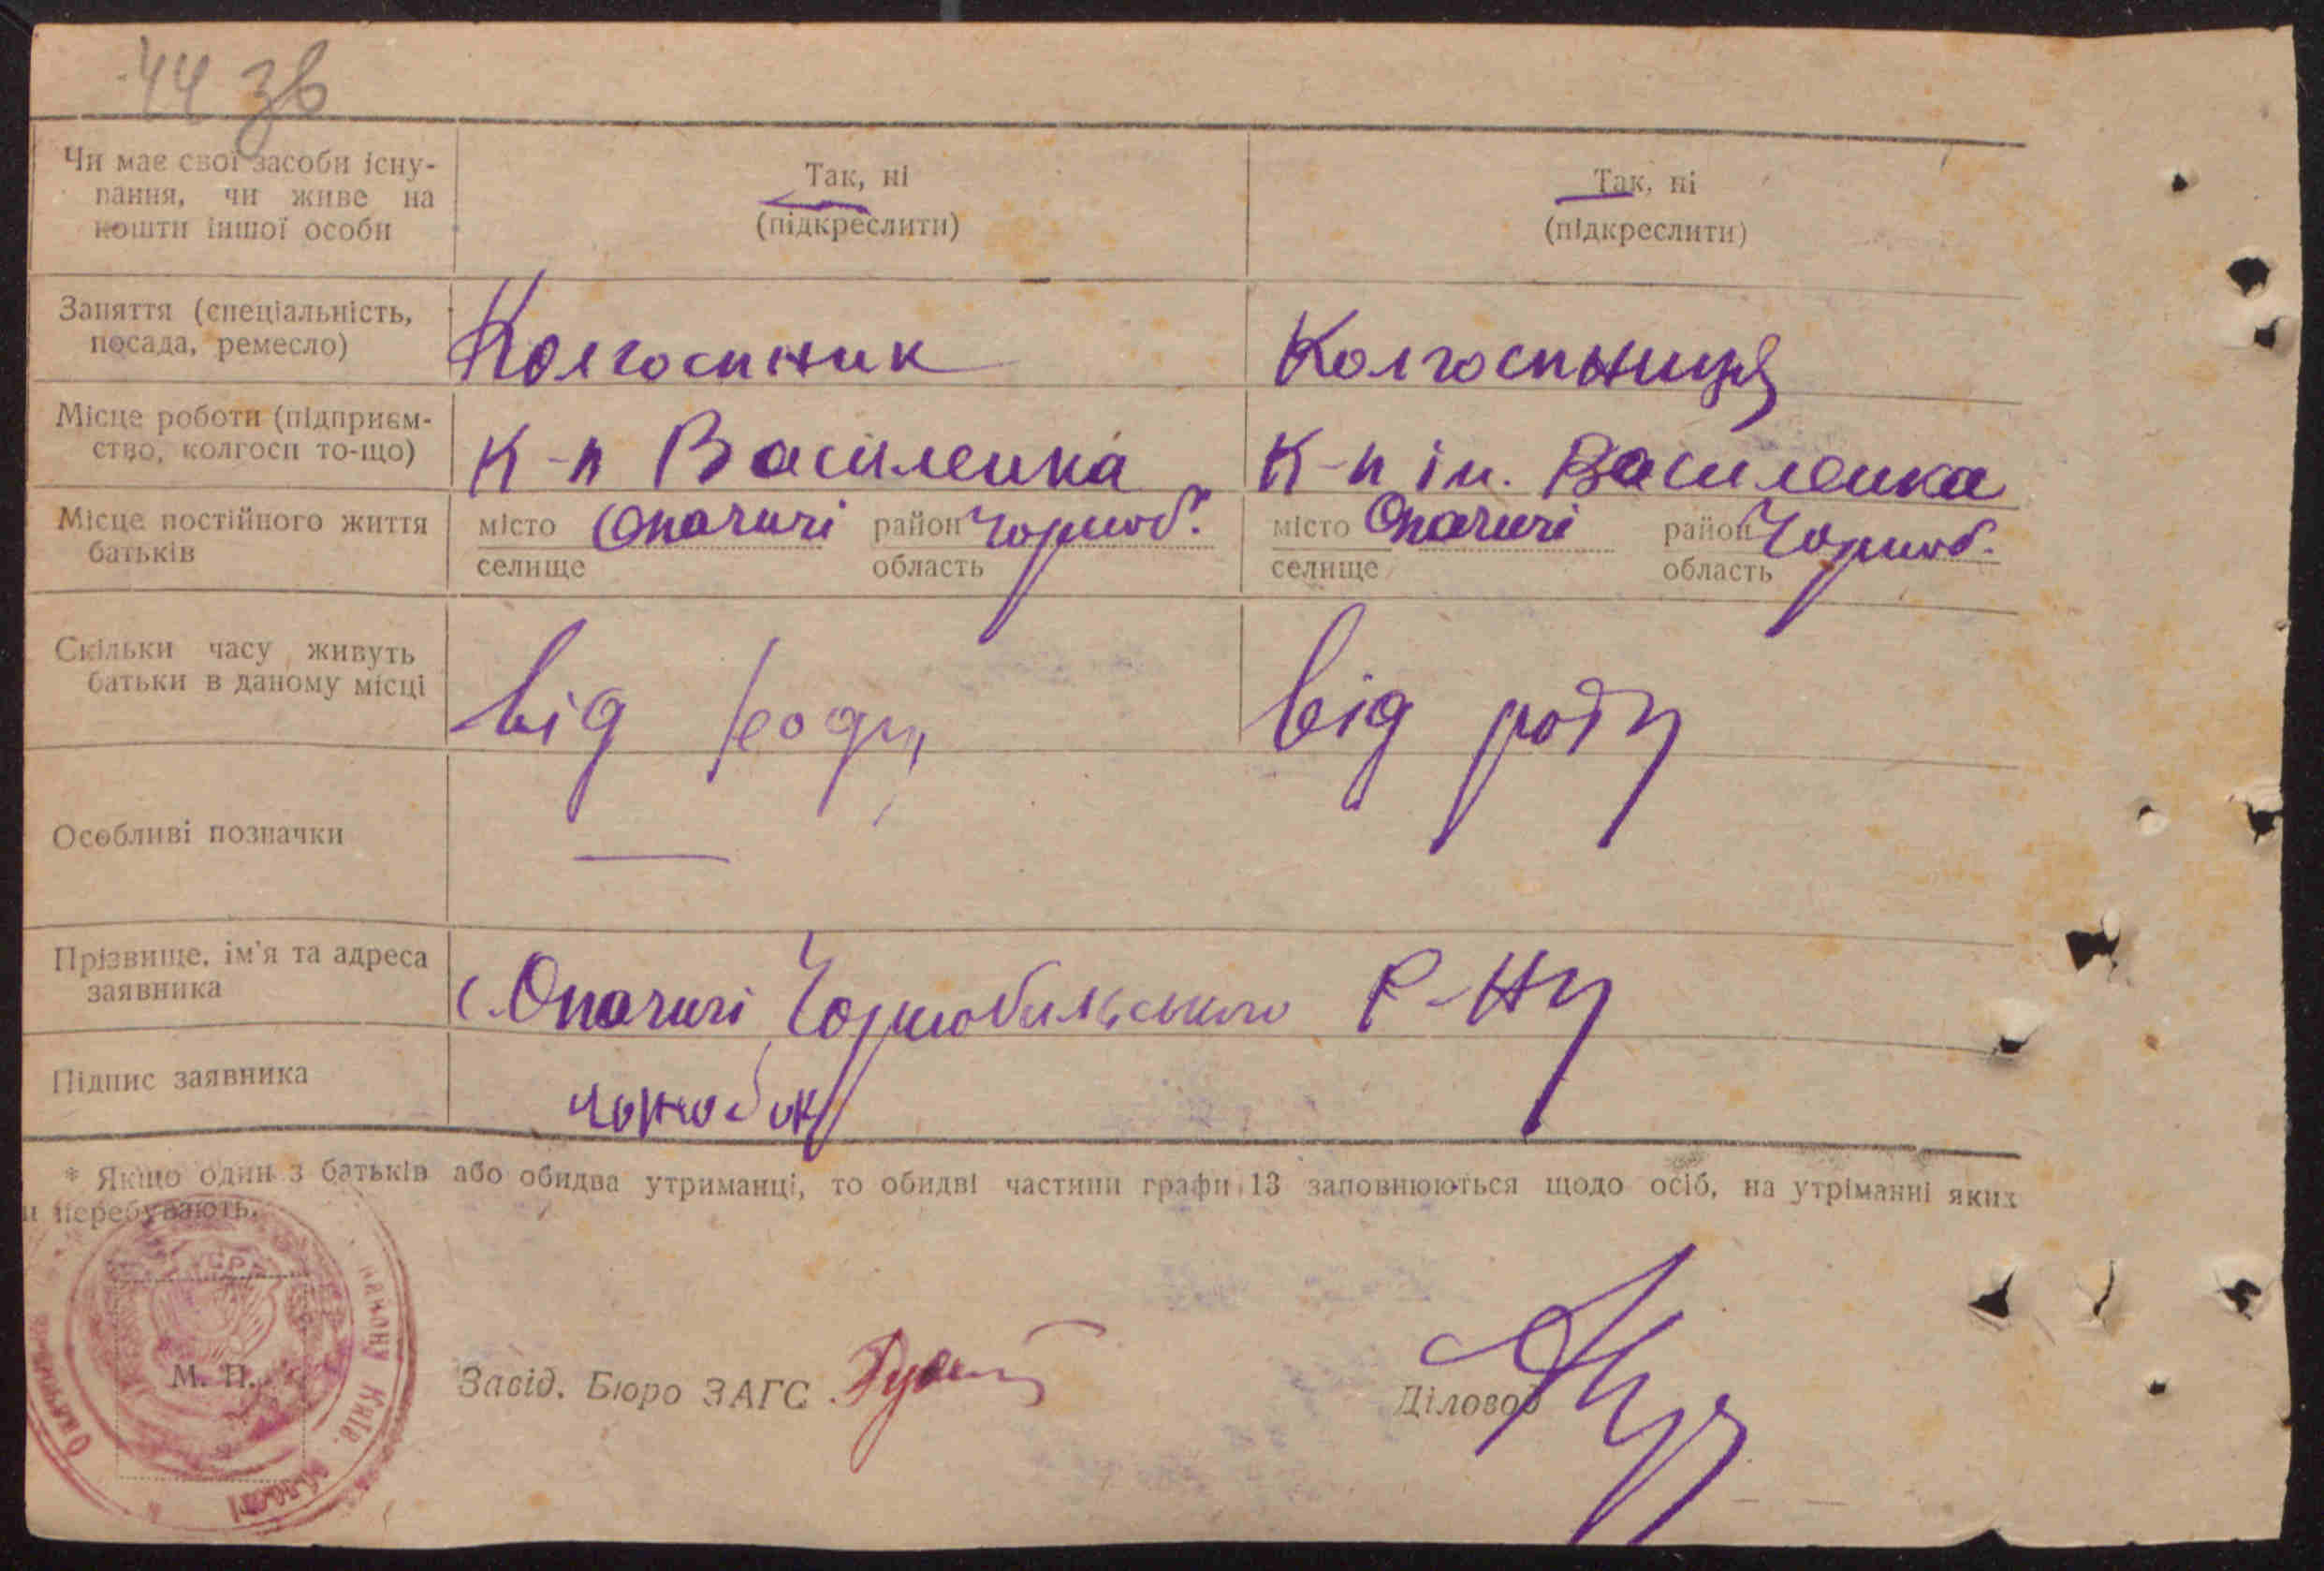 44 зв
Чи має свої засоби існу-
вання, чи живе на
кошти іншої особи
Так, ні
(підкреслити)
Так, ні
(підкреслити)
Заняття (спеціальність,
посада, ремесло)
Колгоспник
Колгоспниця
Місце роботи (підприєм-
ство, колгосп то-що)
К-п Василенка
К-п ім. Василенка
Місце постійного життя
батьків
місто Опачичі район Чорноб.
селище область
місто Опачичі район Чорноб.
селище область
Скільки часу живуть
батьки в даному місці
від роду
від роду
Особливі позначки
—
Прізвище, ім'я та адреса
заявника
с. Опачичі Чорнобильського Р-ну
Підпис заявника
* Якщо один з батьків або обидва утриманці, то обидві частини графи 13 заповнюються щодо осіб, на утріманні яких
и перебувають.
УСРР
району Київ. області
М. П.
Завід. Бюро ЗАГС
Діловод